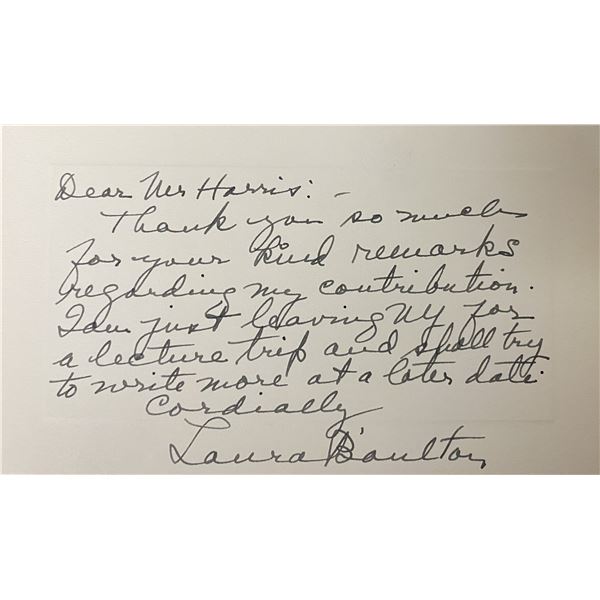 Dear Mr Harris: -
Thank you so much
for your kind remarks
regarding my contribution.
I am just leaving NY for
a lecture trip and shall try
to write more at a later date.
Cordially
Laura Boulton